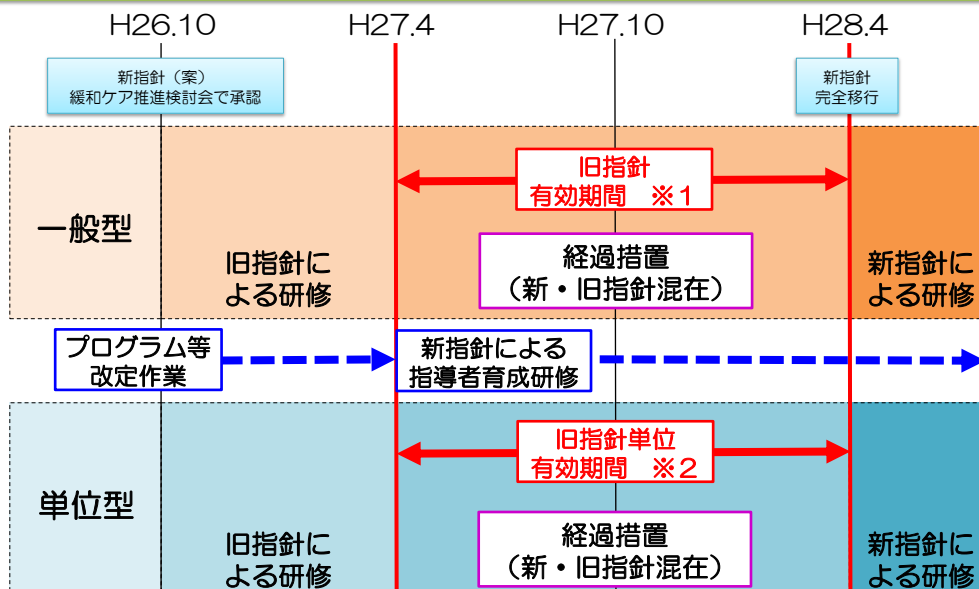 H26.10
H27.4
H27.10
H28.4
新指針（案）
緩和ケア推進検討会で承認
新指針
完全移行
旧指針
有効期間　※１
一般型
旧指針に
よる研修
経過措置
（新・旧指針混在）
新指針に
よる研修
プログラム等
改定作業
新指針による
指導者育成研修
旧指針単位
有効期間　※２
単位型
旧指針に
よる研修
経過措置
（新・旧指針混在）
新指針に
よる研修